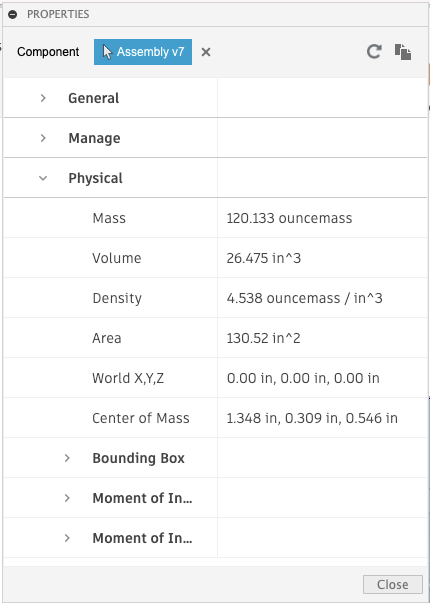 PROPERTIES
Component Assembly v7
General
Manage
Physical
Mass 120.133 ouncemass
Volume 26.475 in^3
Density 4.538 ouncemass / in^3
Area 130.52 in^2
World X,Y,Z 0.00 in, 0.00 in, 0.00 in
Center of Mass 1.348 in, 0.309 in, 0.546 in
Bounding Box
Moment of In...
Moment of In...
Close